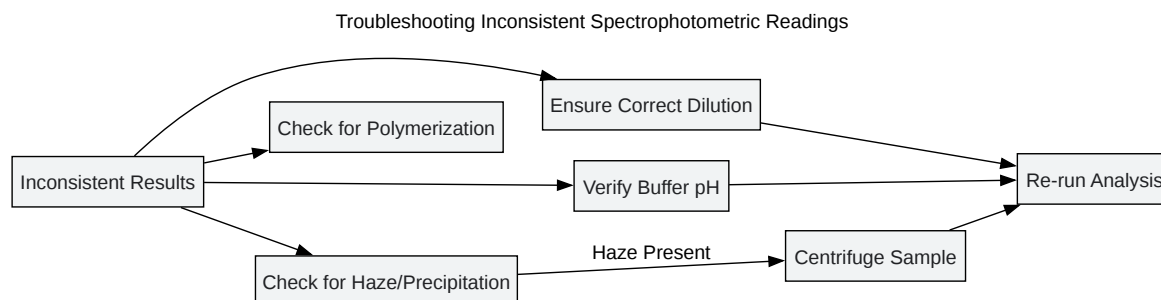 Troubleshooting Inconsistent Spectrophotometric Readings
Ensure Correct Dilution
Check for Polymerization
Inconsistent Results
Verify Buffer pH
Re-run Analysis
Haze Present
Centrifuge Sample
Check for Haze/Precipitation